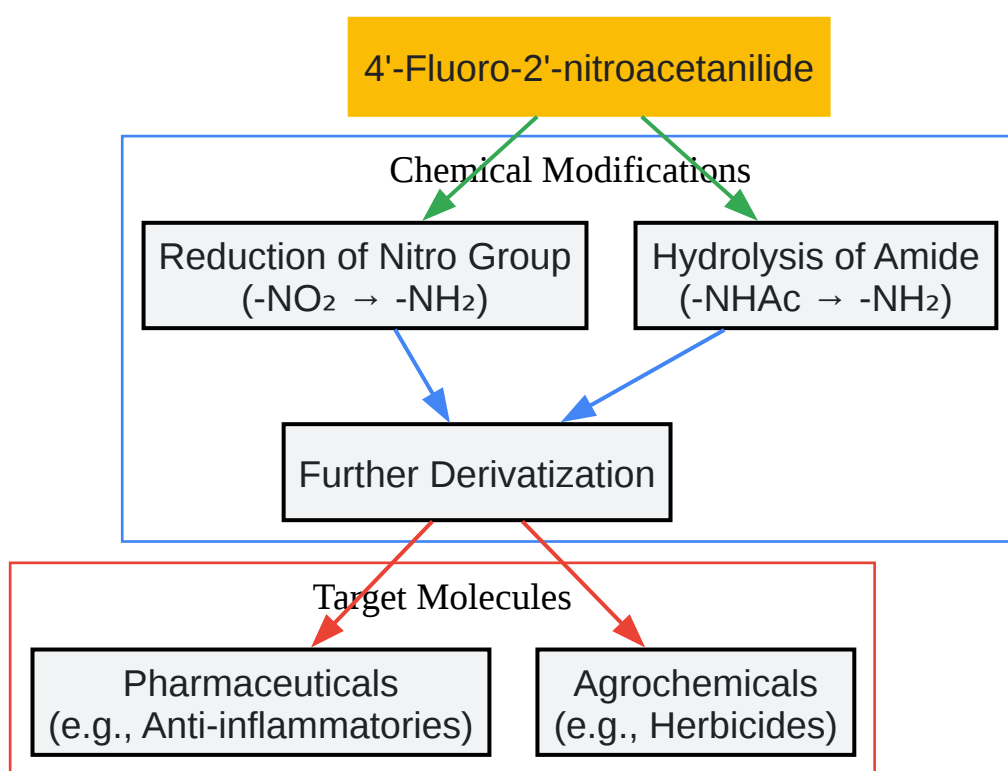 4'-Fluoro-2'-nitroacetanilide
Chemical Modifications
Reduction of Nitro Group
(-NO₂ → -NH₂)
Hydrolysis of Amide
(-NHAc → -NH₂)
Further Derivatization
Target Molecules
Pharmaceuticals
(e.g., Anti-inflammatories)
Agrochemicals
(e.g., Herbicides)